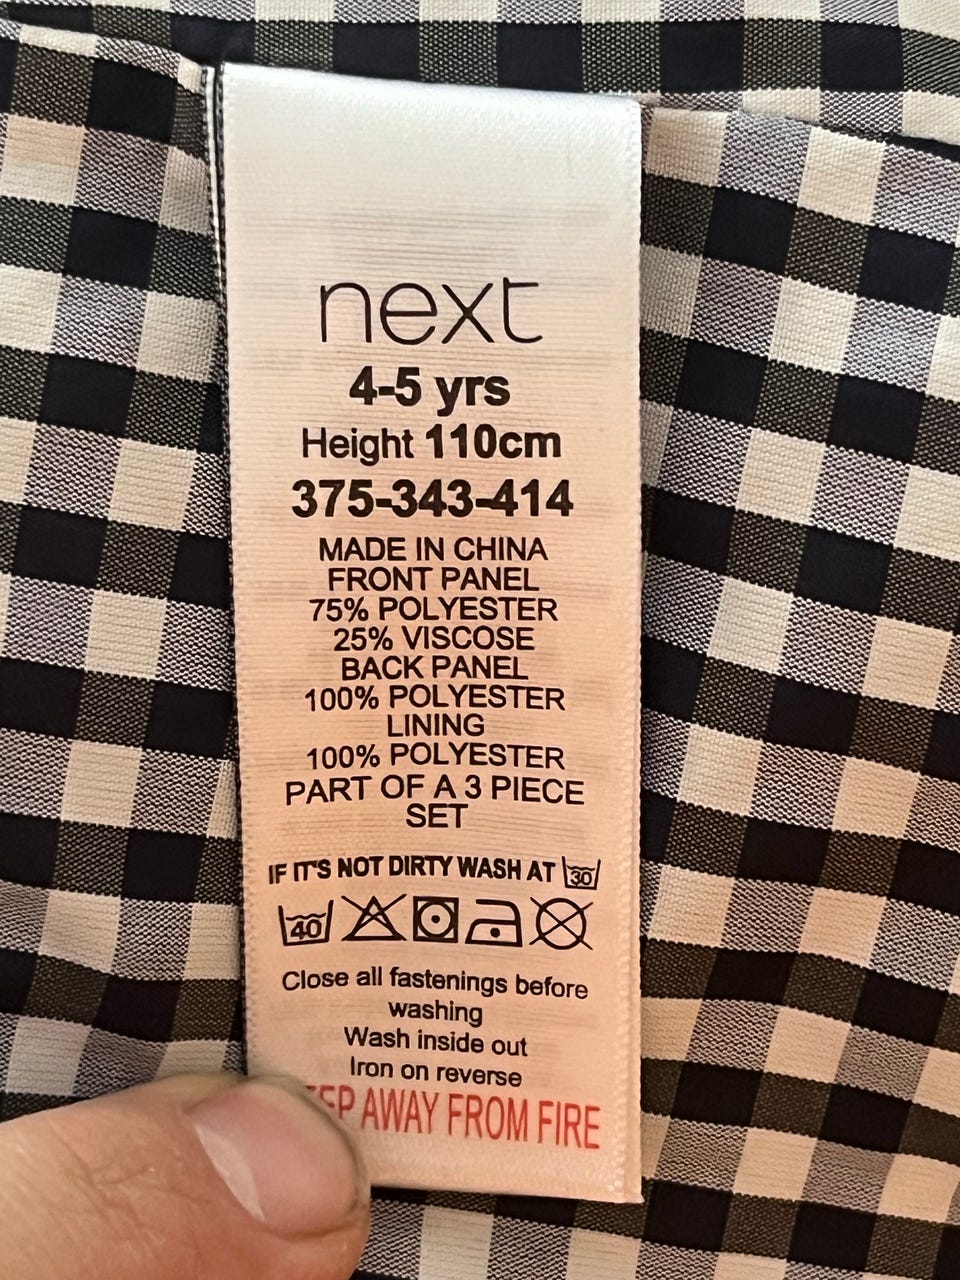 next
4-5 yrs
Height 110cm
375-343-414
MADE IN CHINA
FRONT PANEL
75% POLYESTER
25% VISCOSE
BACK PANEL
100% POLYESTER
LINING
100% POLYESTER
PART OF A 3 PIECE
SET
IF IT'S NOT DIRTY WASH AT 30
40
Close all fastenings before
washing
Wash inside out
Iron on reverse
AWAY FROM FIRE